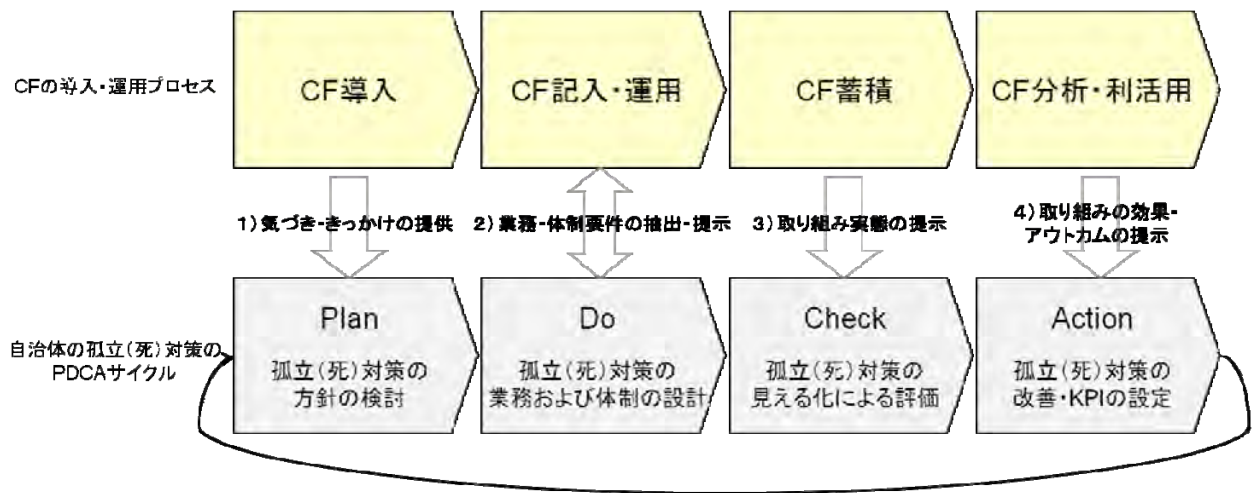 CFの導入・運用プロセス
CF導入
CF記入・運用
CF蓄積
CF分析・利活用
1)気づき・きっかけの提供
2)業務・体制要件の抽出・提示
3)取り組み実態の提示
4)取り組みの効果・
アウトカムの提示
自治体の孤立(死)対策の
PDCAサイクル
Plan
孤立(死)対策の
方針の検討
Do
孤立(死)対策の
業務および体制の設計
Check
孤立(死)対策の
見える化による評価
Action
孤立(死)対策の
改善・KPIの設定